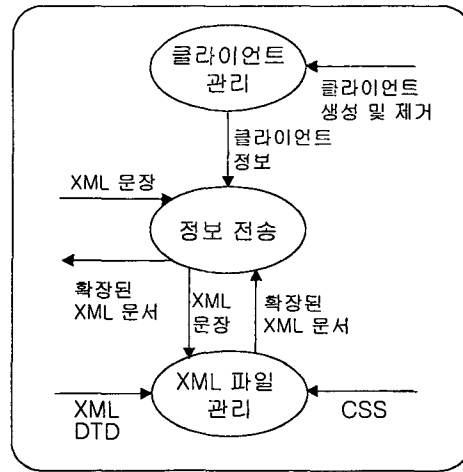 클라이언트
관리
클라이언트
생성 및 제거
클라이언트
정보
XML 문장
정보 전송
확장된
XML 문서
XML
문장
확장된
XML 문서
XML 파일
관리
XML
DTD
CSS